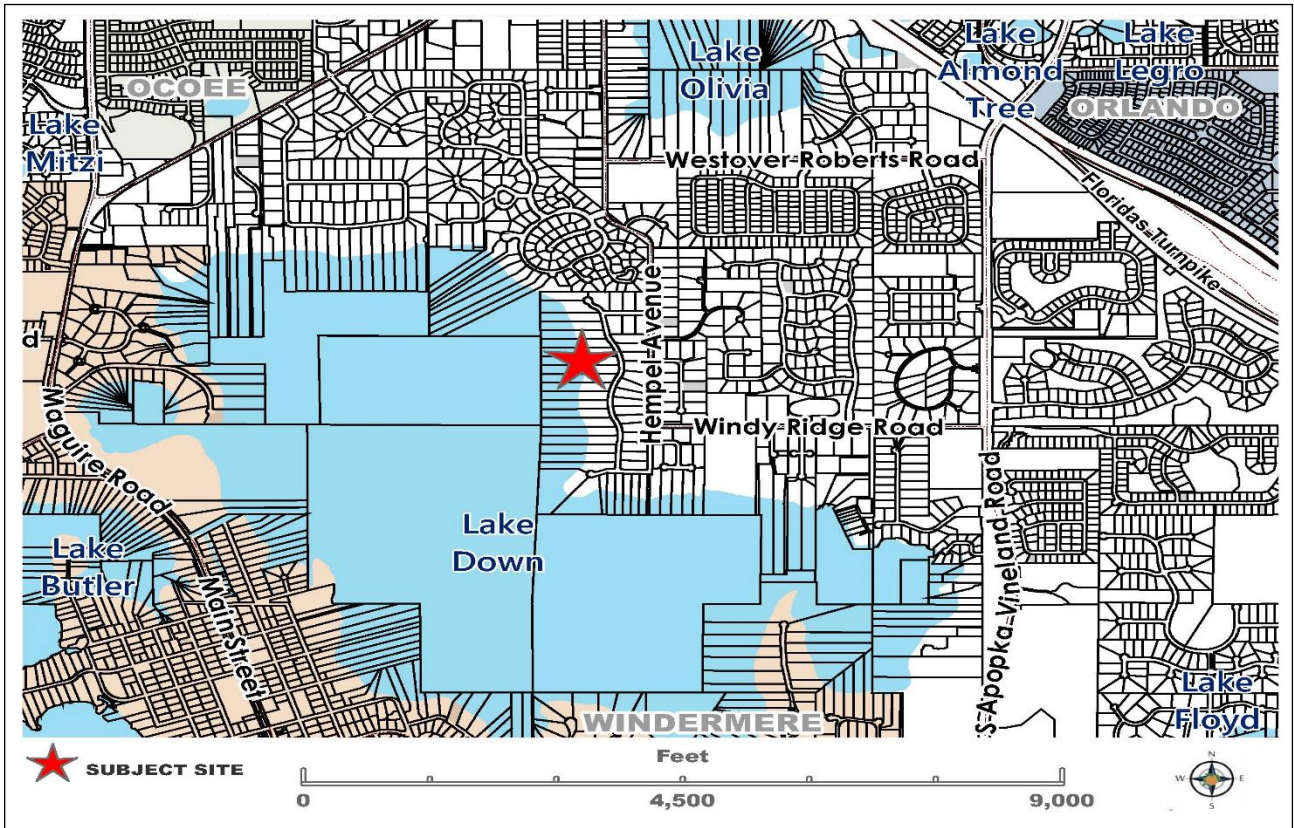 Lake
Olivia
Lake
Almond
Tree
Lake
Legro
OCOEE
ORLANDO
Lake
Mitzi
Westover Roberts Road
Floridas Turnpike
Hempel Avenue
d
Maguire Road
Windy Ridge Road
S Apopka Vineland Road
Lake
Down
Lake
Butler
Main Street
Lake
Floyd
WINDERMERE
SUBJECT SITE
Feet
0
4,500
9,000
N
W
E
S